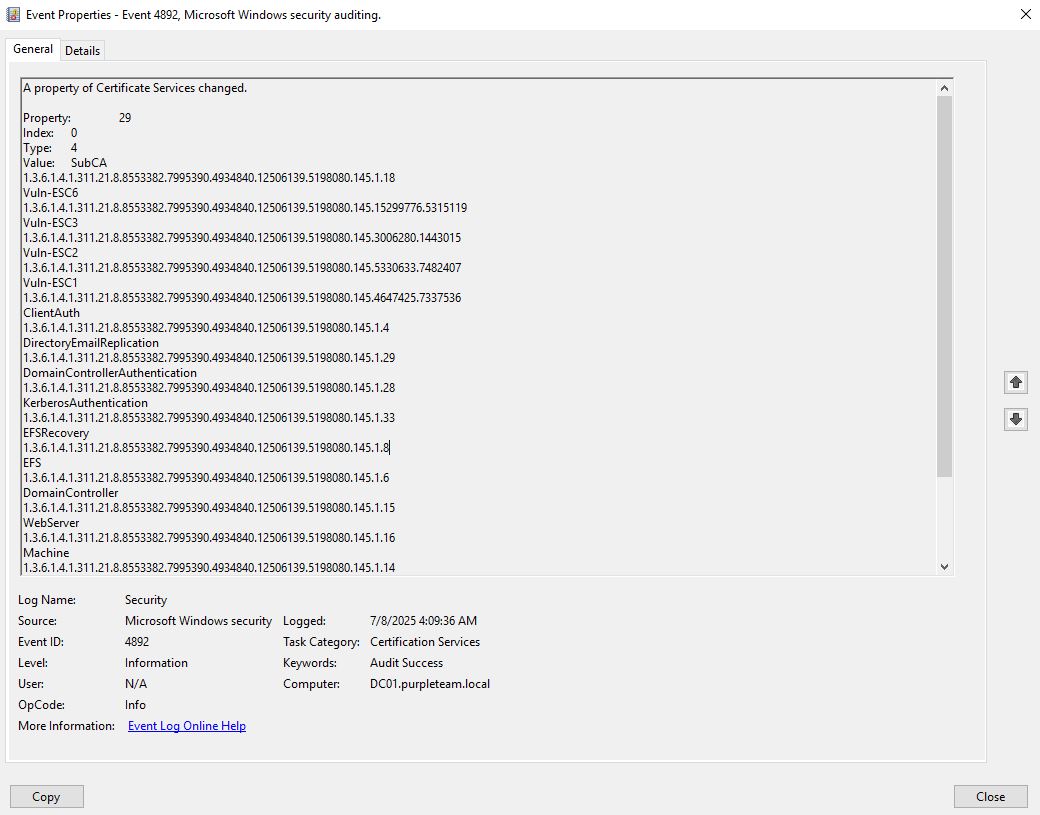 Event Properties - Event 4892, Microsoft Windows security auditing.
General
Details
A property of Certificate Services changed.
Property: 29
Index: 0
Type: 4
Value: SubCA
1.3.6.1.4.1.311.21.8.8553382.7995390.4934840.12506139.5198080.145.1.18
Vuln-ESC6
1.3.6.1.4.1.311.21.8.8553382.7995390.4934840.12506139.5198080.145.15299776.5315119
Vuln-ESC3
1.3.6.1.4.1.311.21.8.8553382.7995390.4934840.12506139.5198080.145.3006280.1443015
Vuln-ESC2
1.3.6.1.4.1.311.21.8.8553382.7995390.4934840.12506139.5198080.145.5330633.7482407
Vuln-ESC1
1.3.6.1.4.1.311.21.8.8553382.7995390.4934840.12506139.5198080.145.4647425.7337536
ClientAuth
1.3.6.1.4.1.311.21.8.8553382.7995390.4934840.12506139.5198080.145.1.4
DirectoryEmailReplication
1.3.6.1.4.1.311.21.8.8553382.7995390.4934840.12506139.5198080.145.1.29
DomainControllerAuthentication
1.3.6.1.4.1.311.21.8.8553382.7995390.4934840.12506139.5198080.145.1.28
KerberosAuthentication
1.3.6.1.4.1.311.21.8.8553382.7995390.4934840.12506139.5198080.145.1.33
EFSRecovery
1.3.6.1.4.1.311.21.8.8553382.7995390.4934840.12506139.5198080.145.1.8
EFS
1.3.6.1.4.1.311.21.8.8553382.7995390.4934840.12506139.5198080.145.1.6
DomainController
1.3.6.1.4.1.311.21.8.8553382.7995390.4934840.12506139.5198080.145.1.15
WebServer
1.3.6.1.4.1.311.21.8.8553382.7995390.4934840.12506139.5198080.145.1.16
Machine
1.3.6.1.4.1.311.21.8.8553382.7995390.4934840.12506139.5198080.145.1.14
Log Name: Security
Source: Microsoft Windows security Logged: 7/8/2025 4:09:36 AM
Event ID: 4892 Task Category: Certification Services
Level: Information Keywords: Audit Success
User: N/A Computer: DC01.purpleteam.local
OpCode: Info
More Information: Event Log Online Help
Copy
Close